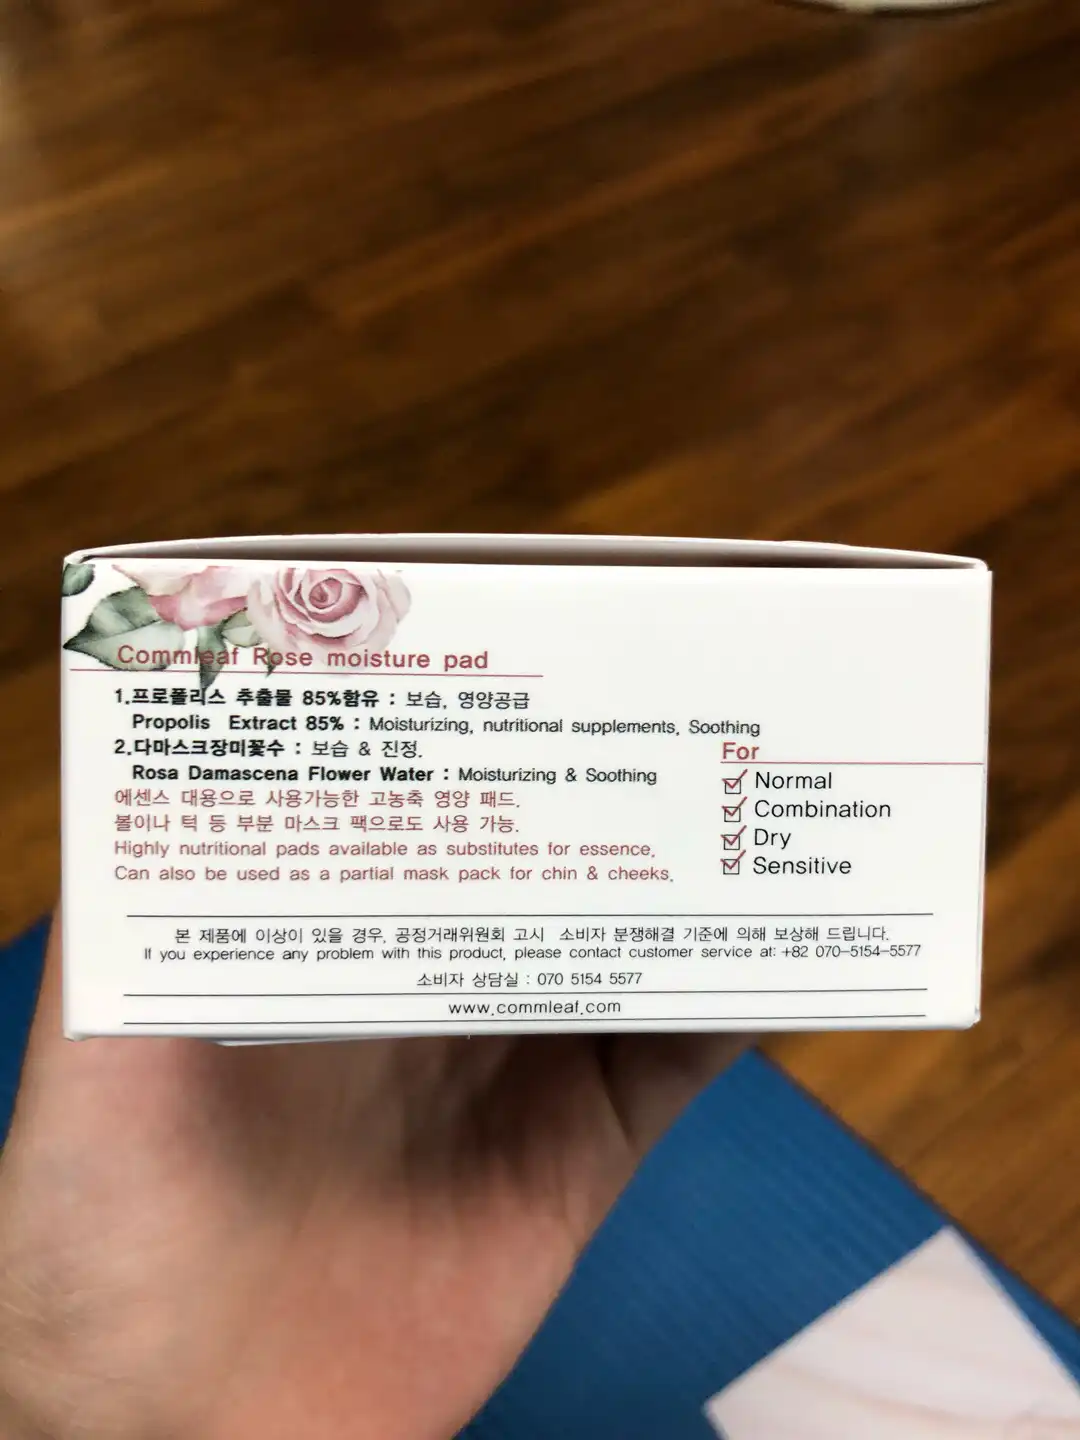 Commleaf Rose moisture pad
1.프로폴리스 추출물 85%함유 : 보습, 영양공급
Propolis Extract 85% : Moisturizing, nutritional supplements, Soothing
2.다마스크장미꽃수 : 보습 & 진정.
Rosa Damascena Flower Water : Moisturizing & Soothing
에센스 대용으로 사용가능한 고농축 영양 패드.
볼이나 턱 등 부분 마스크 팩으로도 사용 가능.
Highly nutritional pads available as substitutes for essence.
Can also be used as a partial mask pack for chin & cheeks.
For
Normal
Combination
Dry
Sensitive
본 제품에 이상이 있을 경우, 공정거래위원회 고시 소비자 분쟁해결 기준에 의해 보상해 드립니다.
If you experience any problem with this product, please contact customer service at: +82 070-5154-5577
소비자 상담실 : 070 5154 5577
www.commleaf.com